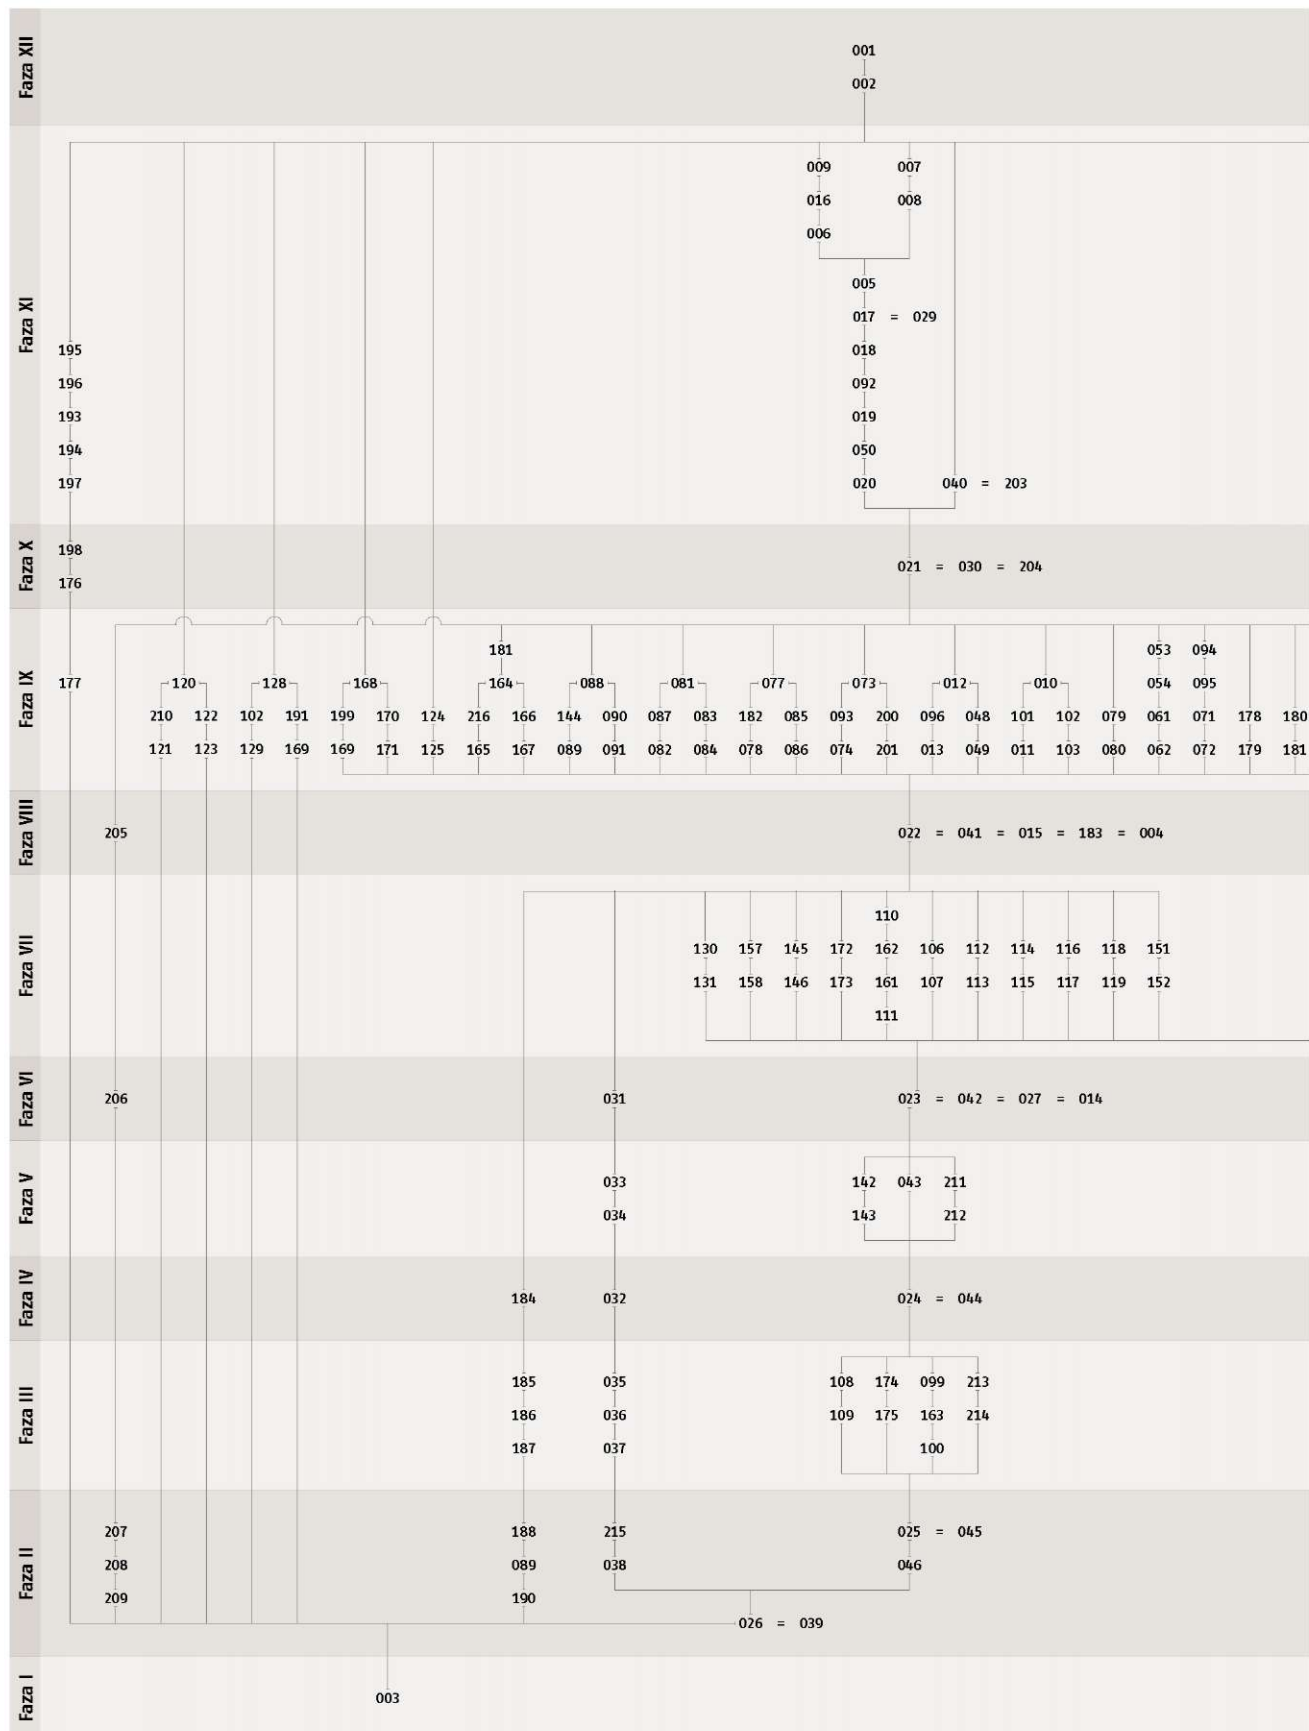 Faza XII
001
002
Faza XI
009 007
016 008
006
005
017 = 029
195 018
196 092
193 019
194 050
197 020 040 = 203
Faza X
198
021 = 030 = 204
176
Faza IX
181 053 094
177 120 128 168 164 088 081 077 073 012 010 054 095
210 122 102 191 199 170 124 216 166 144 090 087 083 182 085 093 200 096 048 101 102 079 061 071 178 180
121 123 129 169 169 171 125 165 167 089 091 082 084 078 086 074 201 013 049 011 103 080 062 072 179 181
Faza VIII
205 022 = 041 = 015 = 183 = 004
Faza VII
110
130 157 145 172 162 106 112 114 116 118 151
131 158 146 173 161 107 113 115 117 119 152
111
Faza VI
206 031 023 = 042 = 027 = 014
Faza V
033 142 043 211
034 143 212
Faza IV
184 032 024 = 044
Faza III
185 035 108 174 099 213
186 036 109 175 163 214
187 037 100
Faza II
207 188 215 025 = 045
208 089 038 046
209 190
026 = 039
Faza I
003